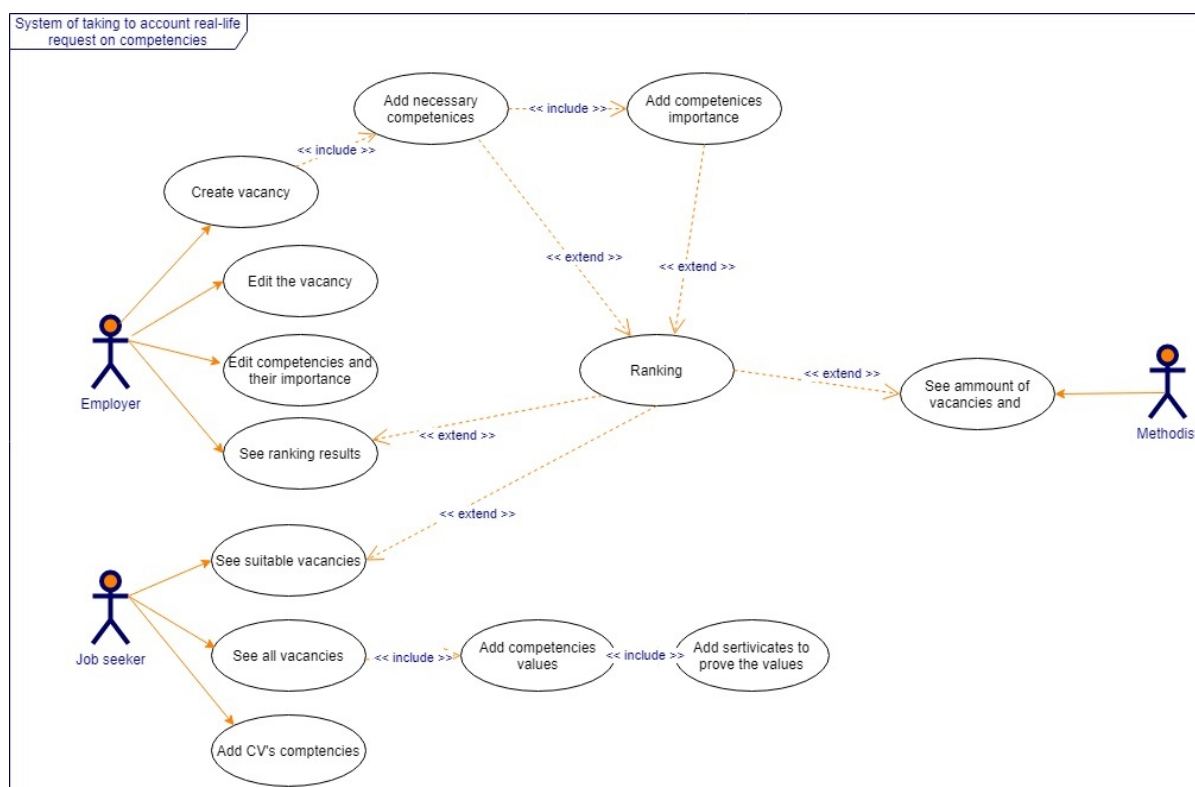 System of taking to account real-life
request on competencies
Add necessary
competenices
<< include >>
Add competenices
importance
<< include >>
Create vacancy
<< extend >>
<< extend >>
Edit the vacancy
Employer
Edit competencies and
their importance
Ranking
<< extend >>
See ammount of
vacancies and
Methodist
<< extend >>
See ranking results
<< extend >>
See suitable vacancies
Job seeker
See all vacancies
<< include >>
Add competencies
values
<< include >>
Add sertivicates to
prove the values
Add CV's comptencies